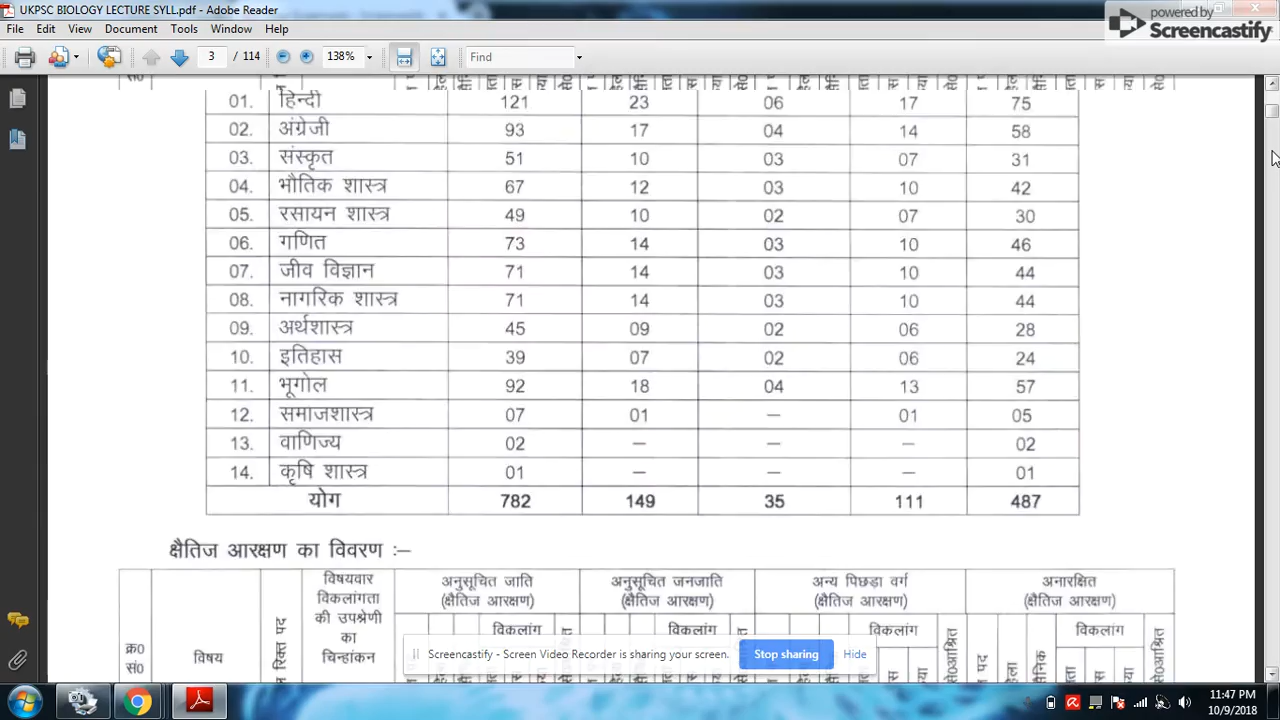 UKPSC BIOLOGY LECTURE SYLL.pdf - Adobe Reader
powered by
Screencastify
File Edit View Document Tools Window Help
3 / 114 138% Find
01. हिन्दी 121 23 06 17 75
02. अंग्रेजी 93 17 04 14 58
03. संस्कृत 51 10 03 07 31
04. भौतिक शास्त्र 67 12 03 10 42
05. रसायन शास्त्र 49 10 02 07 30
06. गणित 73 14 03 10 46
07. जीव विज्ञान 71 14 03 10 44
08. नागरिक शास्त्र 71 14 03 10 44
09. अर्थशास्त्र 45 09 02 06 28
10. इतिहास 39 07 02 06 24
11. भूगोल 92 18 04 13 57
12. समाजशास्त्र 07 01 – 01 05
13. वाणिज्य 02 – – – 02
14. कृषि शास्त्र 01 – – – 01
योग 782 149 35 111 487
क्षैतिज आरक्षण का विवरण :–
क्र0 सं0
विषय
रिक्त पद
विषयवार
विकलांगता
की उपश्रेणी
का
चिन्हांकन
अनुसूचित जाति
(क्षैतिज आरक्षण)
अनुसूचित जनजाति
(क्षैतिज आरक्षण)
अन्य पिछडा वर्ग
(क्षैतिज आरक्षण)
अनारक्षित
(क्षैतिज आरक्षण)
विकलांग विकलांग विकलांग विकलांग
Screencastify - Screen Video Recorder is sharing your screen. Stop sharing Hide
11:47 PM
10/9/2018